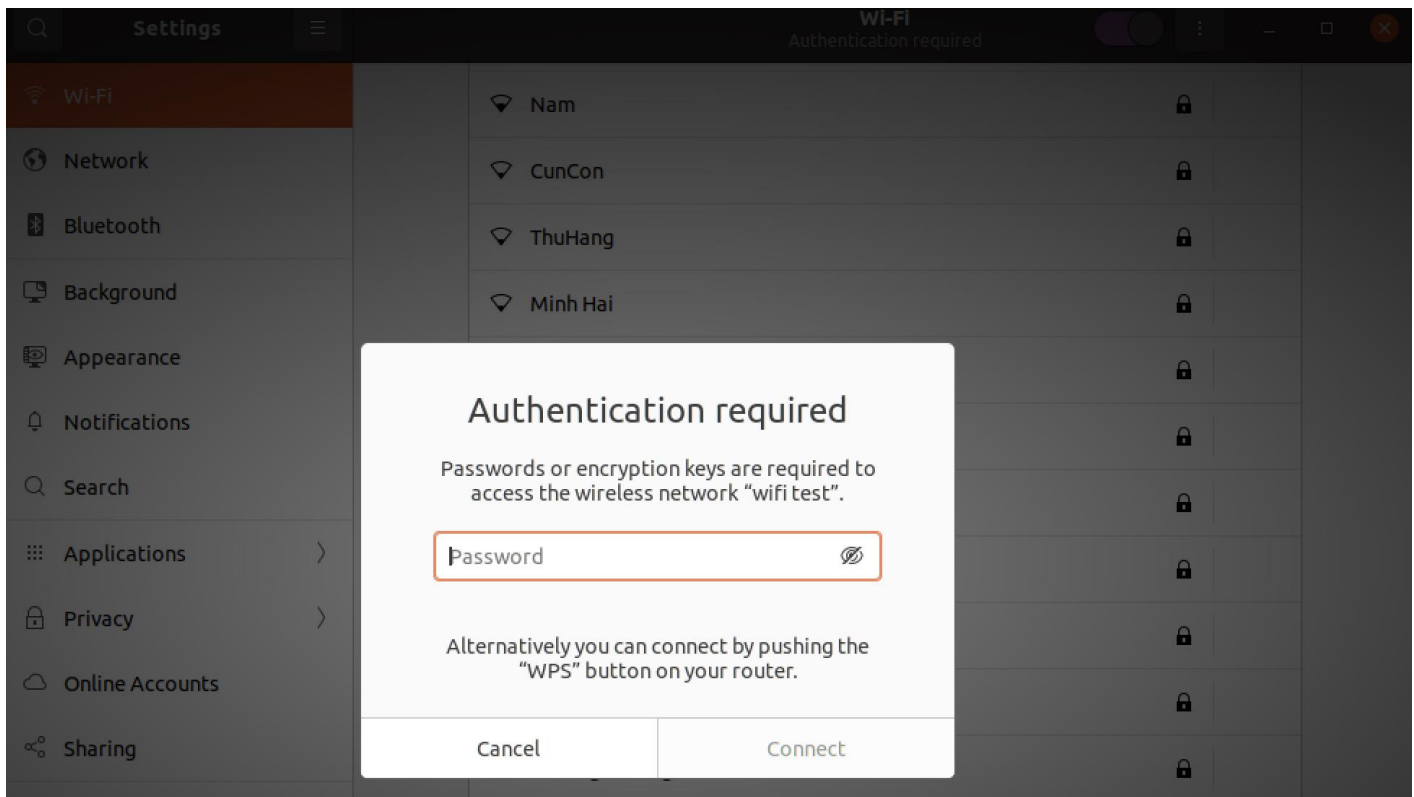 Settings
Wi-Fi
Authentication required
Wi-Fi
Network
Bluetooth
Background
Appearance
Notifications
Search
Applications
Privacy
Online Accounts
Sharing
Nam
CunCon
ThuHang
Minh Hai
Authentication required
Passwords or encryption keys are required to
access the wireless network “wifi test”.
Password
Alternatively you can connect by pushing the
“WPS” button on your router.
Cancel
Connect